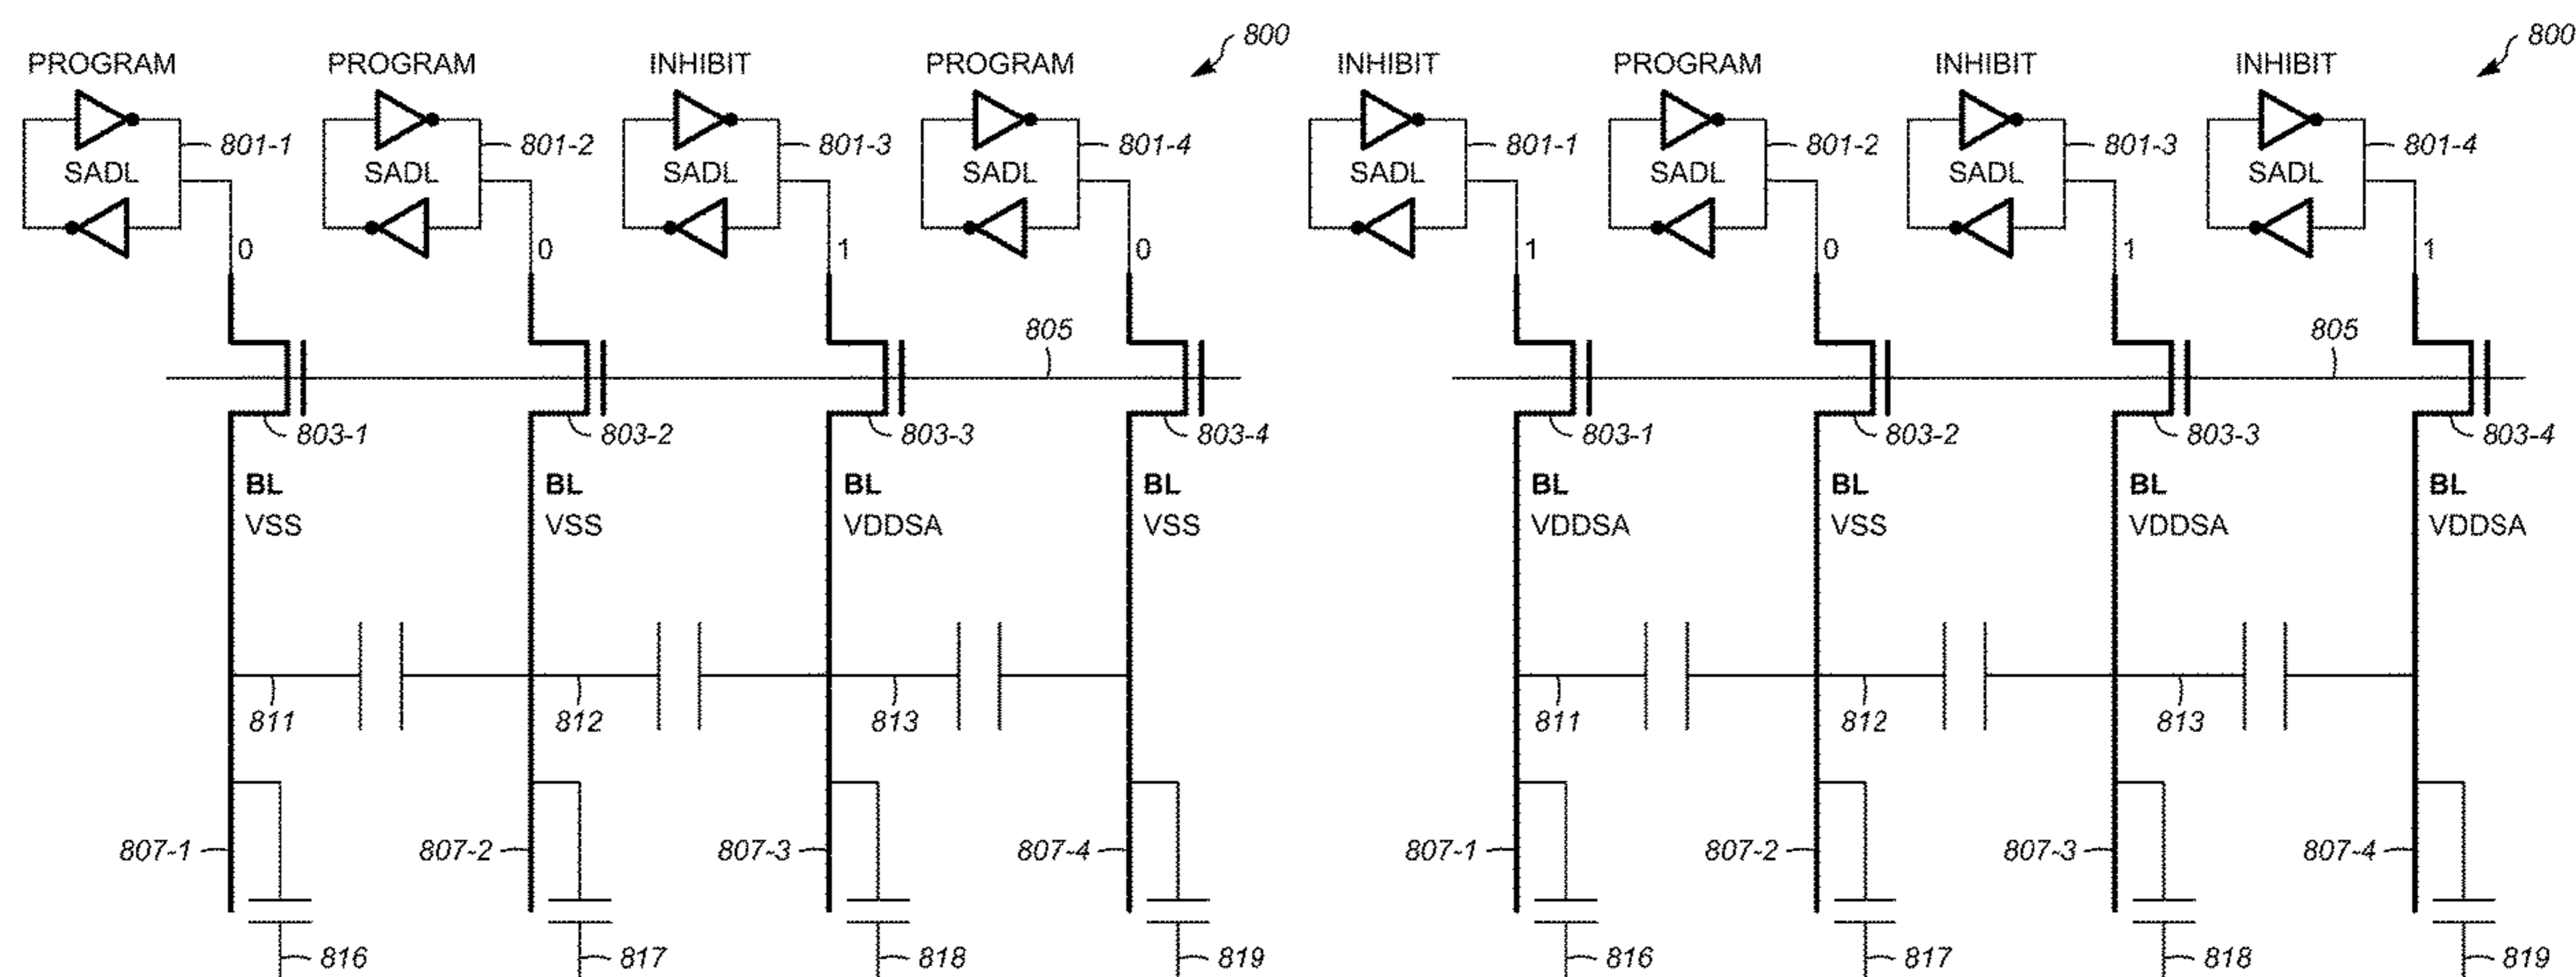 800 800
PROGRAM PROGRAM INHIBIT PROGRAM INHIBIT PROGRAM INHIBIT INHIBIT
801-1 801-2 801-3 801-4 801-1 801-2 801-3 801-4
SADL SADL SADL SADL SADL SADL SADL SADL
0 0 1 0 1 0 1 1
805 805
803-1 803-2 803-3 803-4 803-1 803-2 803-3 803-4
BL BL BL BL BL BL BL BL
VSS VSS VDDSA VSS VDDSA VSS VDDSA VDDSA
811 812 813 811 812 813
807-1 807-2 807-3 807-4 807-1 807-2 807-3 807-4
816 817 818 819 816 817 818 819